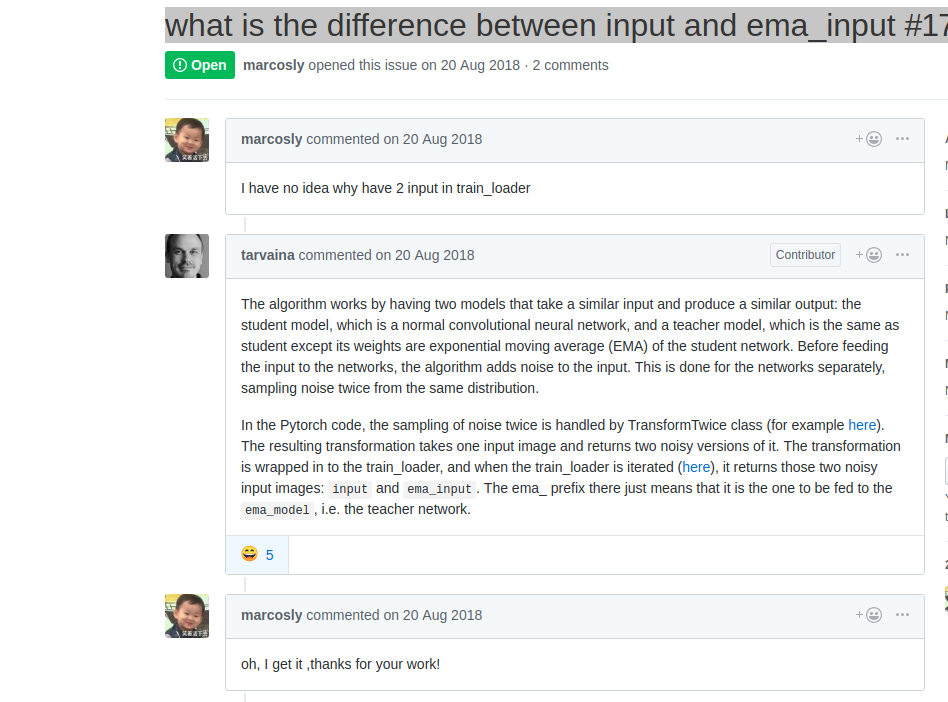 what is the difference between input and ema_input #17
Open marcosly opened this issue on 20 Aug 2018 · 2 comments
marcosly commented on 20 Aug 2018
I have no idea why have 2 input in train_loader
tarvaina commented on 20 Aug 2018 Contributor
The algorithm works by having two models that take a similar input and produce a similar output: the
student model, which is a normal convolutional neural network, and a teacher model, which is the same as
student except its weights are exponential moving average (EMA) of the student network. Before feeding
the input to the networks, the algorithm adds noise to the input. This is done for the networks separately,
sampling noise twice from the same distribution.
In the Pytorch code, the sampling of noise twice is handled by TransformTwice class (for example here).
The resulting transformation takes one input image and returns two noisy versions of it. The transformation
is wrapped in to the train_loader, and when the train_loader is iterated (here), it returns those two noisy
input images: input and ema_input. The ema_ prefix there just means that it is the one to be fed to the
ema_model, i.e. the teacher network.
😄 5
marcosly commented on 20 Aug 2018
oh, I get it ,thanks for your work!